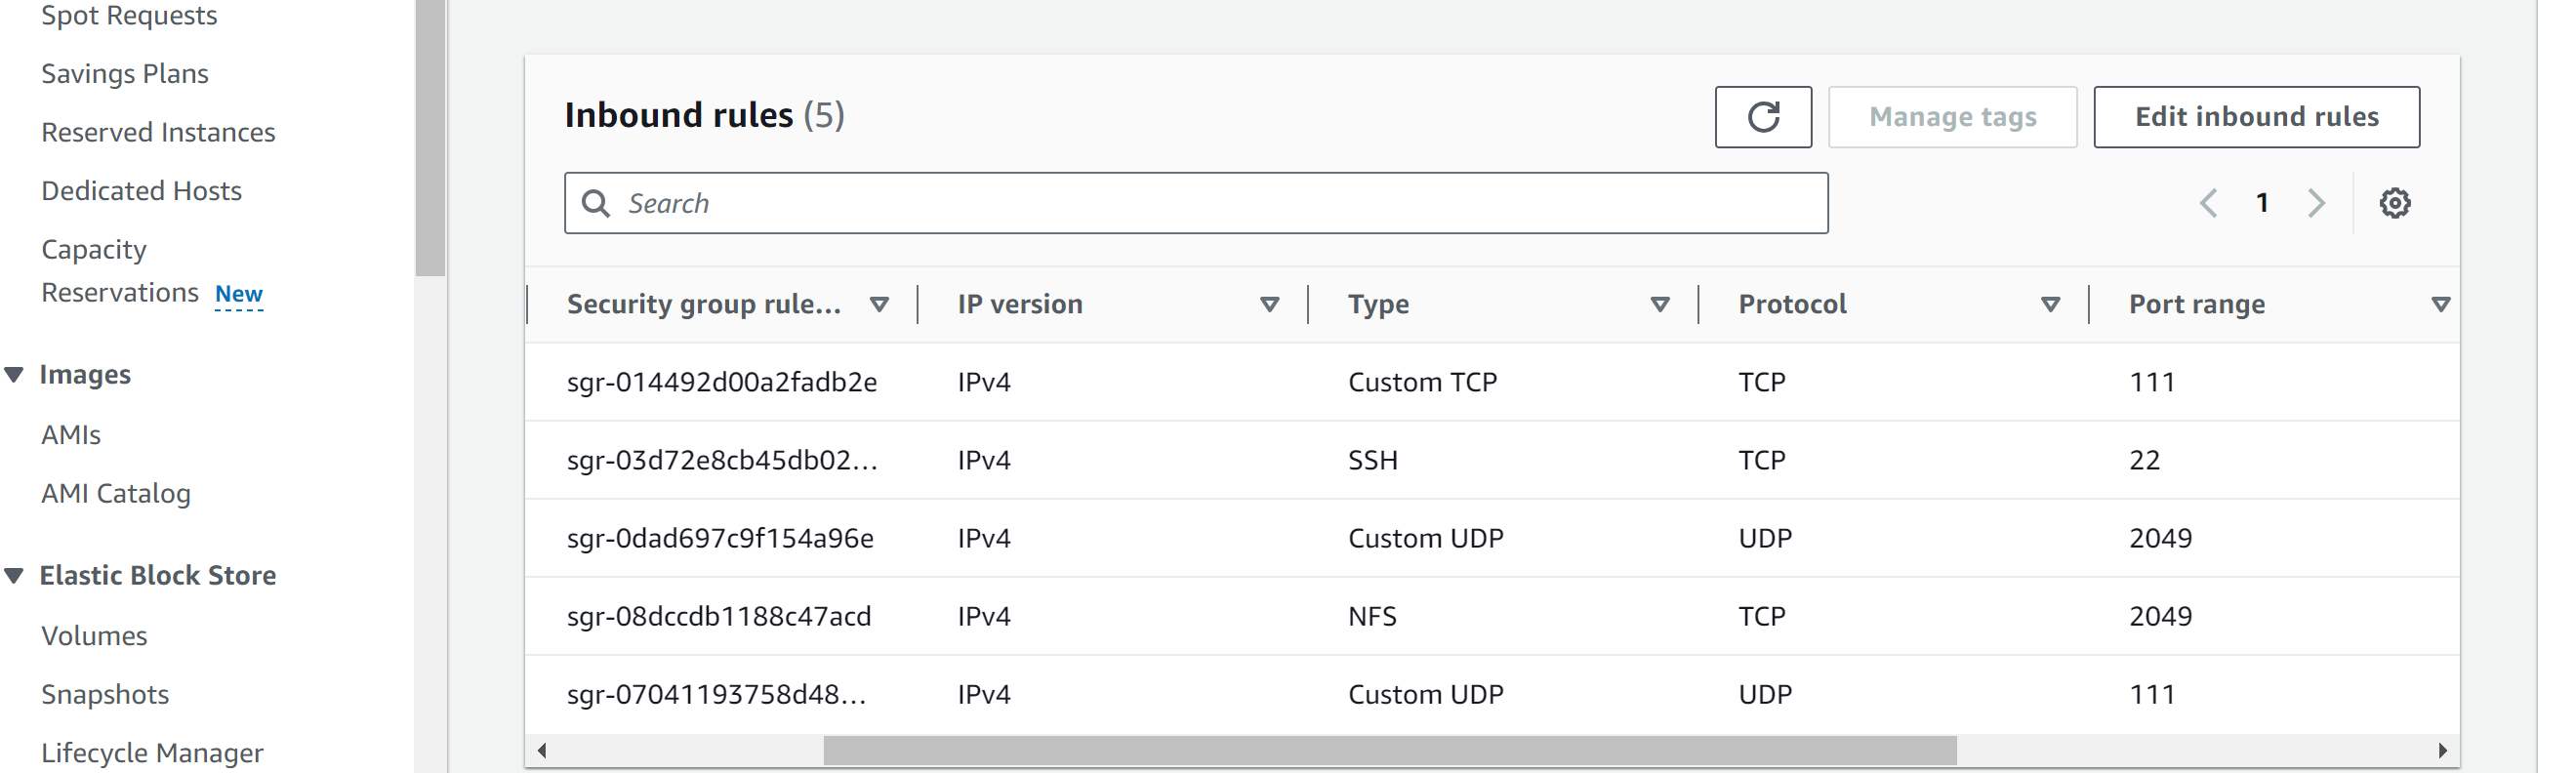 Spot Requests
Savings Plans
Reserved Instances
Dedicated Hosts
Capacity
Reservations New
Images
AMIs
AMI Catalog
Elastic Block Store
Volumes
Snapshots
Lifecycle Manager
Inbound rules (5)
Manage tags
Edit inbound rules
Search
1
Security group rule... IP version Type Protocol Port range
sgr-014492d00a2fadb2e IPv4 Custom TCP TCP 111
sgr-03d72e8cb45db02... IPv4 SSH TCP 22
sgr-0dad697c9f154a96e IPv4 Custom UDP UDP 2049
sgr-08dccdb1188c47acd IPv4 NFS TCP 2049
sgr-07041193758d48... IPv4 Custom UDP UDP 111